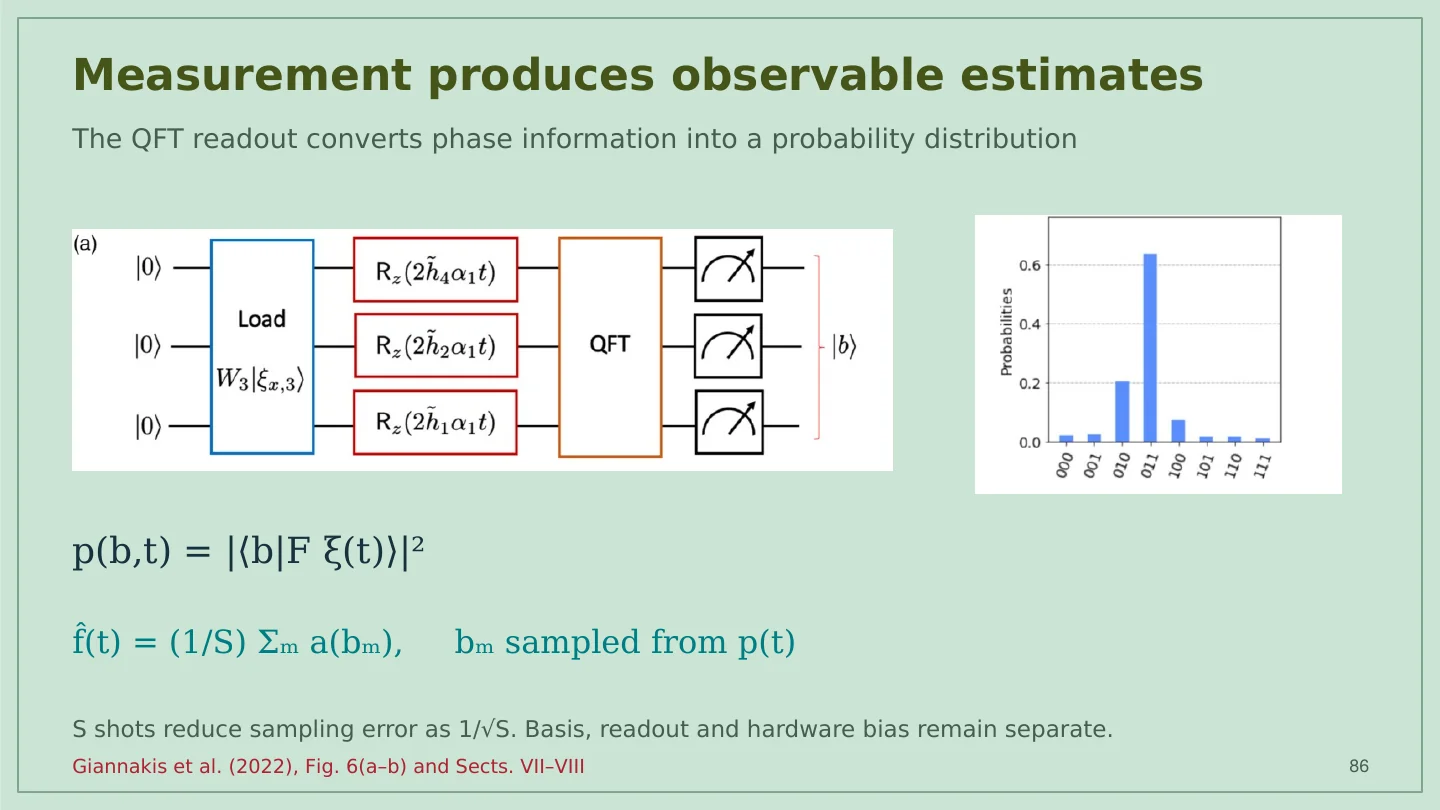 Measurement produces observable estimates
The QFT readout converts phase information into a probability distribution
(a)
|0⟩
Load
W₃|ξₓ,₃⟩
R_z(2h̃₄α₁t)
|0⟩
R_z(2h̃₂α₁t)
|0⟩
R_z(2h̃₁α₁t)
QFT
|b⟩
Probabilities
0.6
0.4
0.2
0.0
000 001 010 011 100 101 110 111
p(b,t) = |⟨b|F ξ(t)⟩|²
f̂(t) = (1/S) Σₘ a(bₘ), bₘ sampled from p(t)
S shots reduce sampling error as 1/√S. Basis, readout and hardware bias remain separate.
Giannakis et al. (2022), Fig. 6(a–b) and Sects. VII–VIII
86